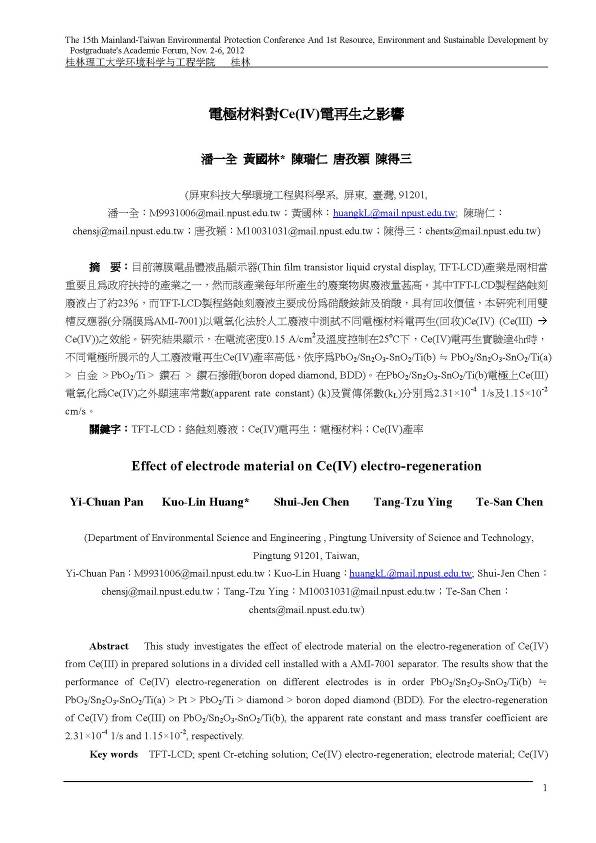 The 15th Mainland-Taiwan Environmental Protection Conference And 1st Resource, Environment and Sustainable Development by
Postgraduate's Academic Forum, Nov. 2-6, 2012
桂林理工大学环境科学与工程学院 桂林
電極材料對Ce(IV)電再生之影響
潘一全 黃國林* 陳瑞仁 唐孜穎 陳得三
(屏東科技大學環境工程與科學系, 屏東, 臺灣, 91201,
潘一全：M9931006@mail.npust.edu.tw；黃國林：huangkL@mail.npust.edu.tw; 陳瑞仁：
chensj@mail.npust.edu.tw；唐孜穎：M10031031@mail.npust.edu.tw；陳得三：chents@mail.npust.edu.tw)
摘 要：目前薄膜電晶體液晶顯示器(Thin film transistor liquid crystal display, TFT-LCD)產業是兩相當
重要且為政府扶持的產業之一，然而該產業每年所產生的廢棄物與廢液量甚高。其中TFT-LCD製程鉻蝕刻
廢液占了約23%，而TFT-LCD製程鉻蝕刻廢液主要成份為硝酸銨鈰及硝酸，具有回收價值，本研究利用雙
槽反應器(分隔膜為AMI-7001)以電氧化法於人工廢液中測試不同電極材料電再生(回收)Ce(IV) (Ce(III) →
Ce(IV))之效能。研究結果顯示，在電流密度0.15 A/cm² 及溫度控制在25⁰C下，Ce(IV)電再生實驗達4hr時，
不同電極所展示的人工廢液電再生Ce(IV)產率高低，依序為PbO₂/Sn₂O₃-SnO₂/Ti(b) ≒ PbO₂/Sn₂O₃-SnO₂/Ti(a)
> 白金 > PbO₂/Ti > 鑽石 > 鑽石摻硼(boron doped diamond, BDD)。在PbO₂/Sn₂O₃-SnO₂/Ti(b)電極上Ce(III)
電氧化為Ce(IV)之外顯速率常數(apparent rate constant) (k)及質傳係數(kL)分別為2.31×10⁻⁴ 1/s及1.15×10⁻²
cm/s。
關鍵字：TFT-LCD；鉻蝕刻廢液；Ce(IV)電再生；電極材料；Ce(IV)產率
Effect of electrode material on Ce(IV) electro-regeneration
Yi-Chuan Pan Kuo-Lin Huang* Shui-Jen Chen Tang-Tzu Ying Te-San Chen
(Department of Environmental Science and Engineering , Pingtung University of Science and Technology,
Pingtung 91201, Taiwan,
Yi-Chuan Pan：M9931006@mail.npust.edu.tw；Kuo-Lin Huang：huangkL@mail.npust.edu.tw; Shui-Jen Chen：
chensj@mail.npust.edu.tw；Tang-Tzu Ying：M10031031@mail.npust.edu.tw；Te-San Chen：
chents@mail.npust.edu.tw)
Abstract This study investigates the effect of electrode material on the electro-regeneration of Ce(IV)
from Ce(III) in prepared solutions in a divided cell installed with a AMI-7001 separator. The results show that the
performance of Ce(IV) electro-regeneration on different electrodes is in order PbO₂/Sn₂O₃-SnO₂/Ti(b) ≒
PbO₂/Sn₂O₃-SnO₂/Ti(a) > Pt > PbO₂/Ti > diamond > boron doped diamond (BDD). For the electro-regeneration
of Ce(IV) from Ce(III) on PbO₂/Sn₂O₃-SnO₂/Ti(b), the apparent rate constant and mass transfer coefficient are
2.31×10⁻⁴ 1/s and 1.15×10⁻², respectively.
Key words TFT-LCD; spent Cr-etching solution; Ce(IV) electro-regeneration; electrode material; Ce(IV)
1